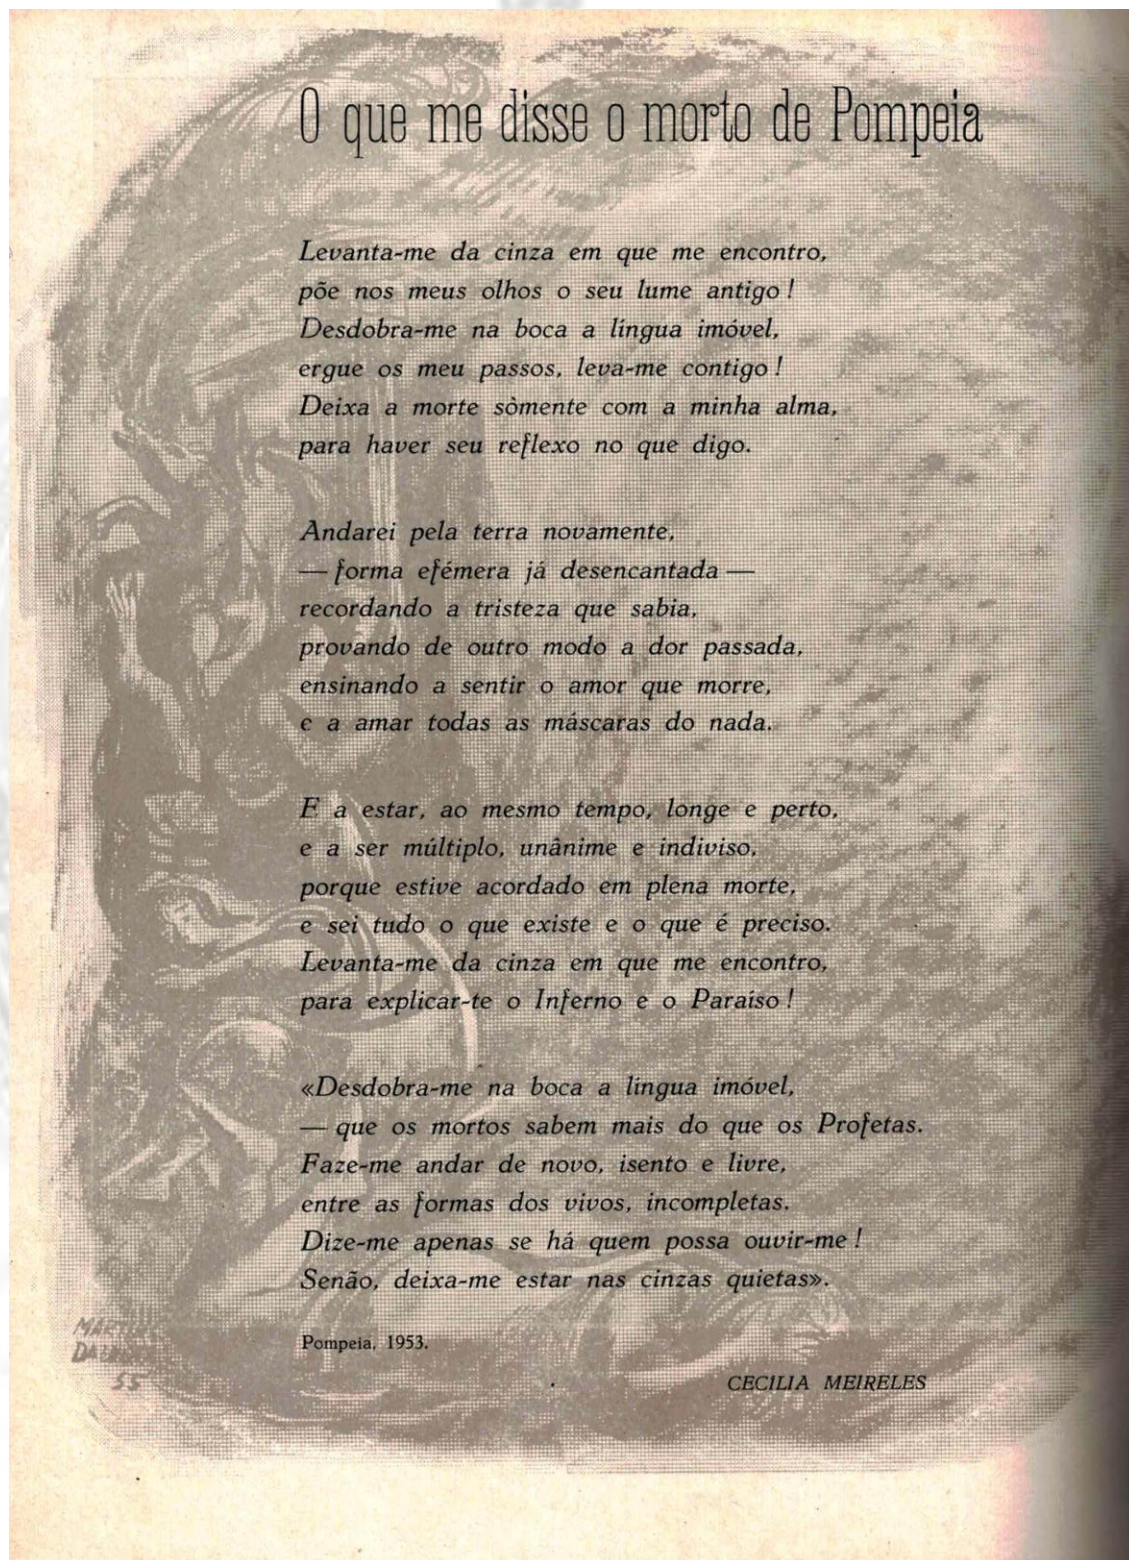 O que me disse o morto de Pompeia
Levanta-me da cinza em que me encontro,
põe nos meus olhos o seu lume antigo !
Desdobra-me na boca a língua imóvel,
ergue os meu passos, leva-me contigo !
Deixa a morte sòmente com a minha alma,
para haver seu reflexo no que digo.
Andarei pela terra novamente,
— forma efémera já desencantada —
recordando a tristeza que sabia,
provando de outro modo a dor passada,
ensinando a sentir o amor que morre,
e a amar todas as máscaras do nada.
E a estar, ao mesmo tempo, longe e perto,
e a ser múltiplo, unânime e indiviso,
porque estive acordado em plena morte,
e sei tudo o que existe e o que é preciso.
Levanta-me da cinza em que me encontro,
para explicar-te o Inferno e o Paraíso !
«Desdobra-me na boca a língua imóvel,
— que os mortos sabem mais do que os Profetas.
Faze-me andar de novo, isento e livre,
entre as formas dos vivos, incompletas.
Dize-me apenas se há quem possa ouvir-me !
Senão, deixa-me estar nas cinzas quietas».
Pompeia, 1953.
CECILIA MEIRELES
55